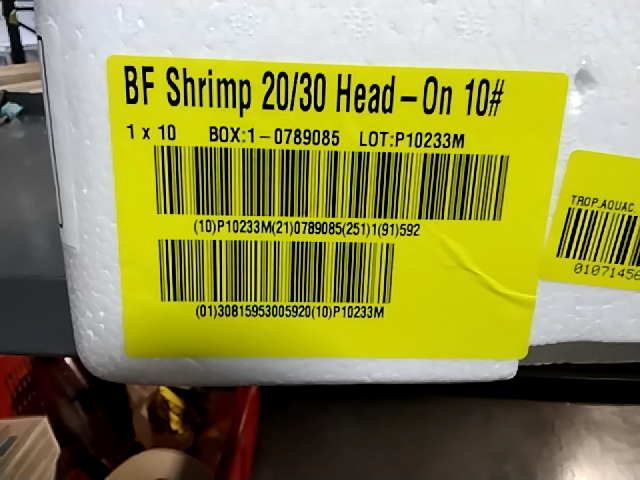 BF Shrimp 20/30 Head-On 10#
1 x 10 BOX:1-0789085 LOT:P10233M
(10)P10233M(21)0789085(251)1(91)592
(01)30815953005920(10)P10233M
TROP.AQUAC
0107145